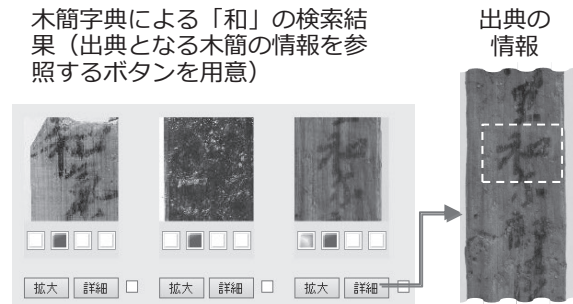 木簡字典による「和」の検索結
果（出典となる木簡の情報を参
照するボタンを用意）
出典の
情報
拡大 詳細 拡大 詳細 拡大 詳細